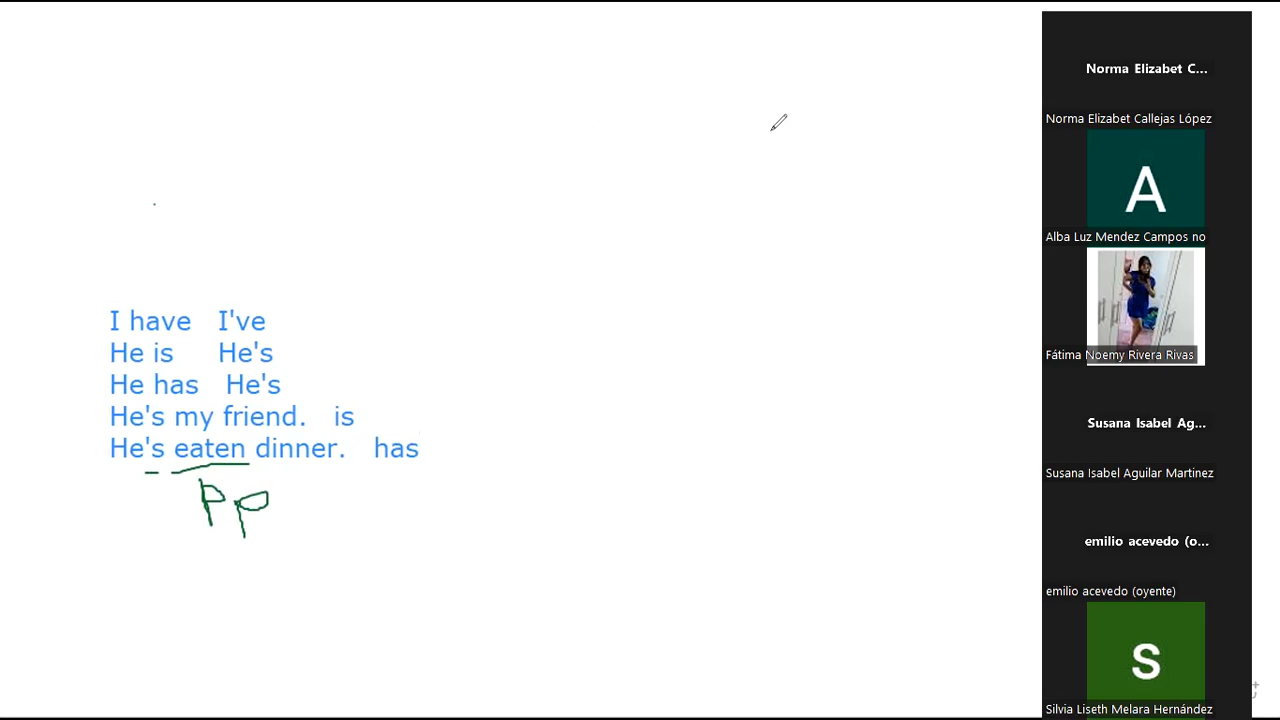 I have I've
He is He's
He has He's
He's my friend. is
He's eaten dinner. has
PP
Norma Elizabet C...
Norma Elizabet Callejas López
A
Alba Luz Mendez Campos no
Fátima Noemy Rivera Rivas
Susana Isabel Ag...
Susana Isabel Aguilar Martinez
emilio acevedo (o...
emilio acevedo (oyente)
S
Silvia Liseth Melara Hernández